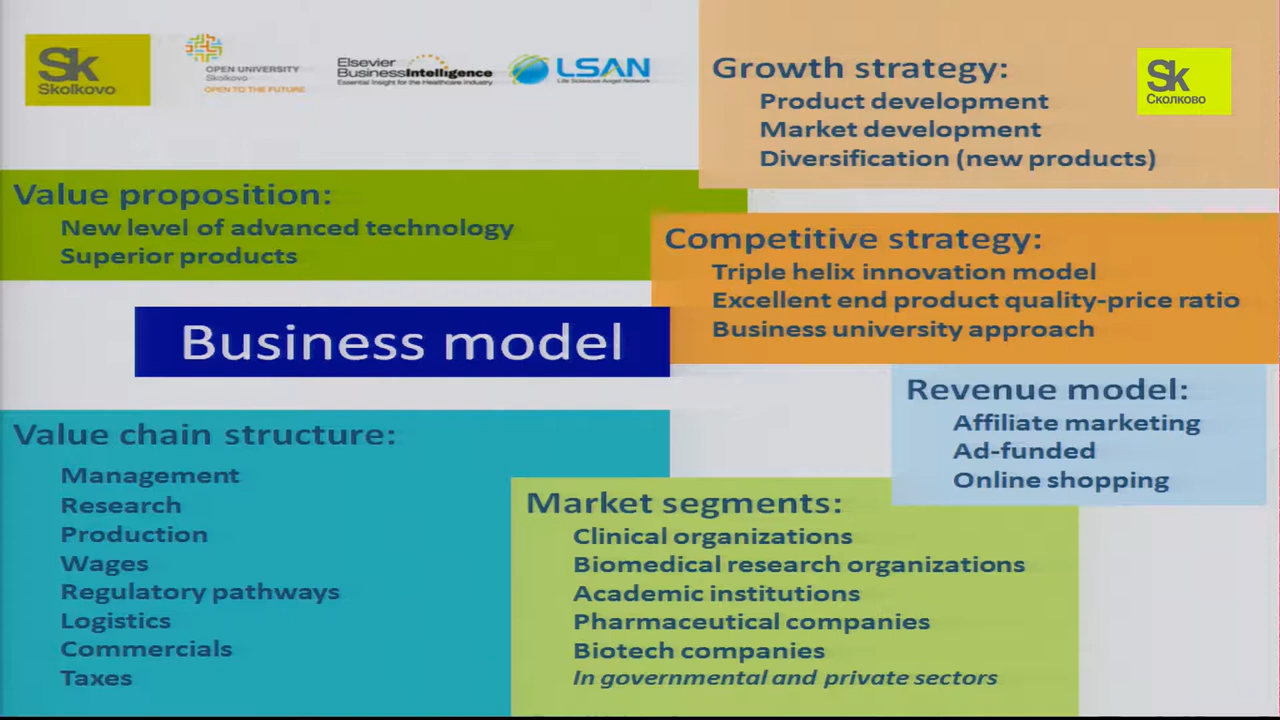 Sk
Skolkovo
OPEN UNIVERSITY
Skolkovo
OPEN TO THE FUTURE
Elsevier
BusinessIntelligence
Essential Insight for the Healthcare Industry
LSAN
Life Sciences Angel Network
Growth strategy:
Product development
Market development
Diversification (new products)
Sk
Сколково
Value proposition:
New level of advanced technology
Superior products
Competitive strategy:
Triple helix innovation model
Excellent end product quality-price ratio
Business university approach
Business model
Revenue model:
Affiliate marketing
Ad-funded
Online shopping
Value chain structure:
Management
Research
Production
Wages
Regulatory pathways
Logistics
Commercials
Taxes
Market segments:
Clinical organizations
Biomedical research organizations
Academic institutions
Pharmaceutical companies
Biotech companies
In governmental and private sectors